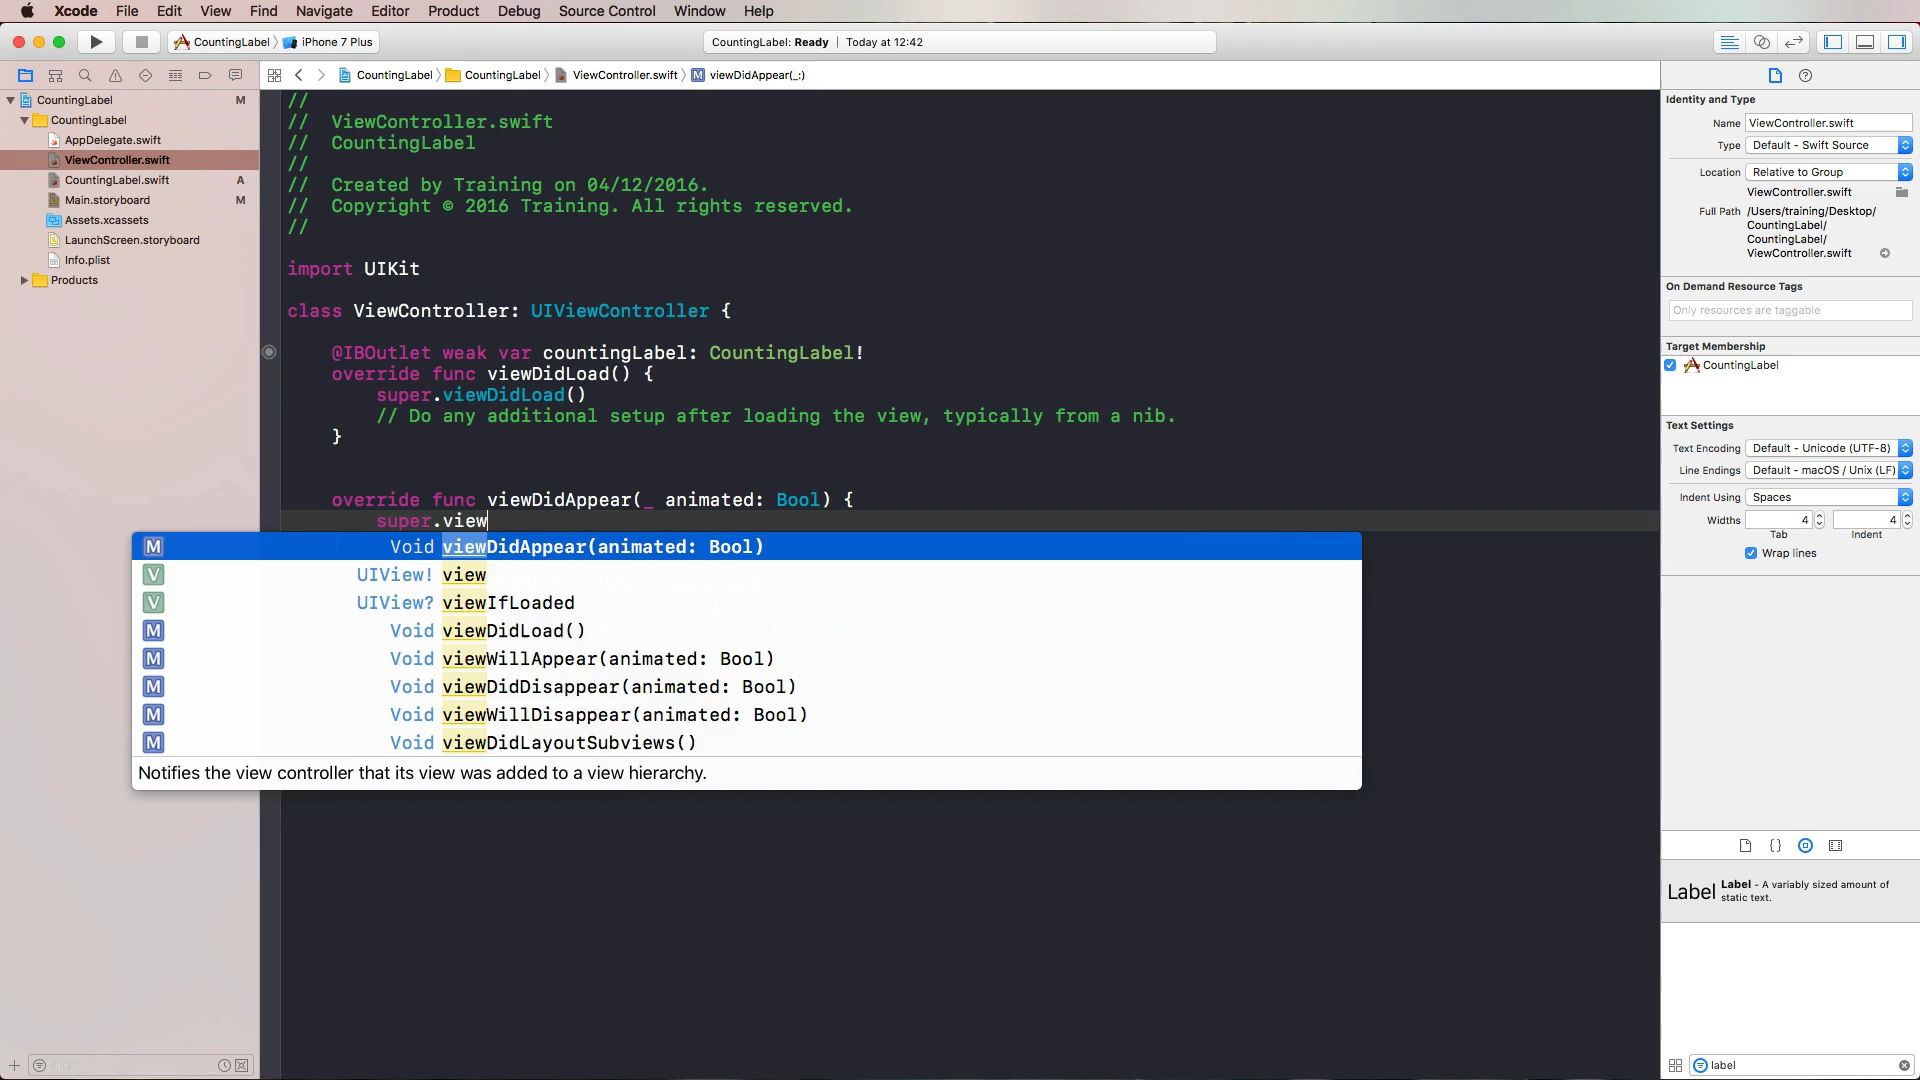 Xcode File Edit View Find Navigate Editor Product Debug Source Control Window Help
CountingLabel iPhone 7 Plus
CountingLabel: Ready | Today at 12:42
CountingLabel CountingLabel ViewController.swift M viewDidAppear(_:)
CountingLabel M
CountingLabel
AppDelegate.swift
ViewController.swift
CountingLabel.swift A
Main.storyboard M
Assets.xcassets
LaunchScreen.storyboard
Info.plist
Products
//
// ViewController.swift
// CountingLabel
//
// Created by Training on 04/12/2016.
// Copyright © 2016 Training. All rights reserved.
//
import UIKit
class ViewController: UIViewController {
@IBOutlet weak var countingLabel: CountingLabel!
override func viewDidLoad() {
super.viewDidLoad()
// Do any additional setup after loading the view, typically from a nib.
}
override func viewDidAppear(_ animated: Bool) {
super.view
M Void viewDidAppear(animated: Bool)
V UIView! view
V UIView? viewIfLoaded
M Void viewDidLoad()
M Void viewWillAppear(animated: Bool)
M Void viewDidDisappear(animated: Bool)
M Void viewWillDisappear(animated: Bool)
M Void viewDidLayoutSubviews()
Notifies the view controller that its view was added to a view hierarchy.
Identity and Type
Name ViewController.swift
Type Default - Swift Source
Location Relative to Group
ViewController.swift
Full Path /Users/training/Desktop/
CountingLabel/
CountingLabel/
ViewController.swift
On Demand Resource Tags
Only resources are taggable
Target Membership
CountingLabel
Text Settings
Text Encoding Default - Unicode (UTF-8)
Line Endings Default - macOS / Unix (LF)
Indent Using Spaces
Widths 4 4
Tab Indent
Wrap lines
{}
Label Label - A variably sized amount of
static text.
Filter
label